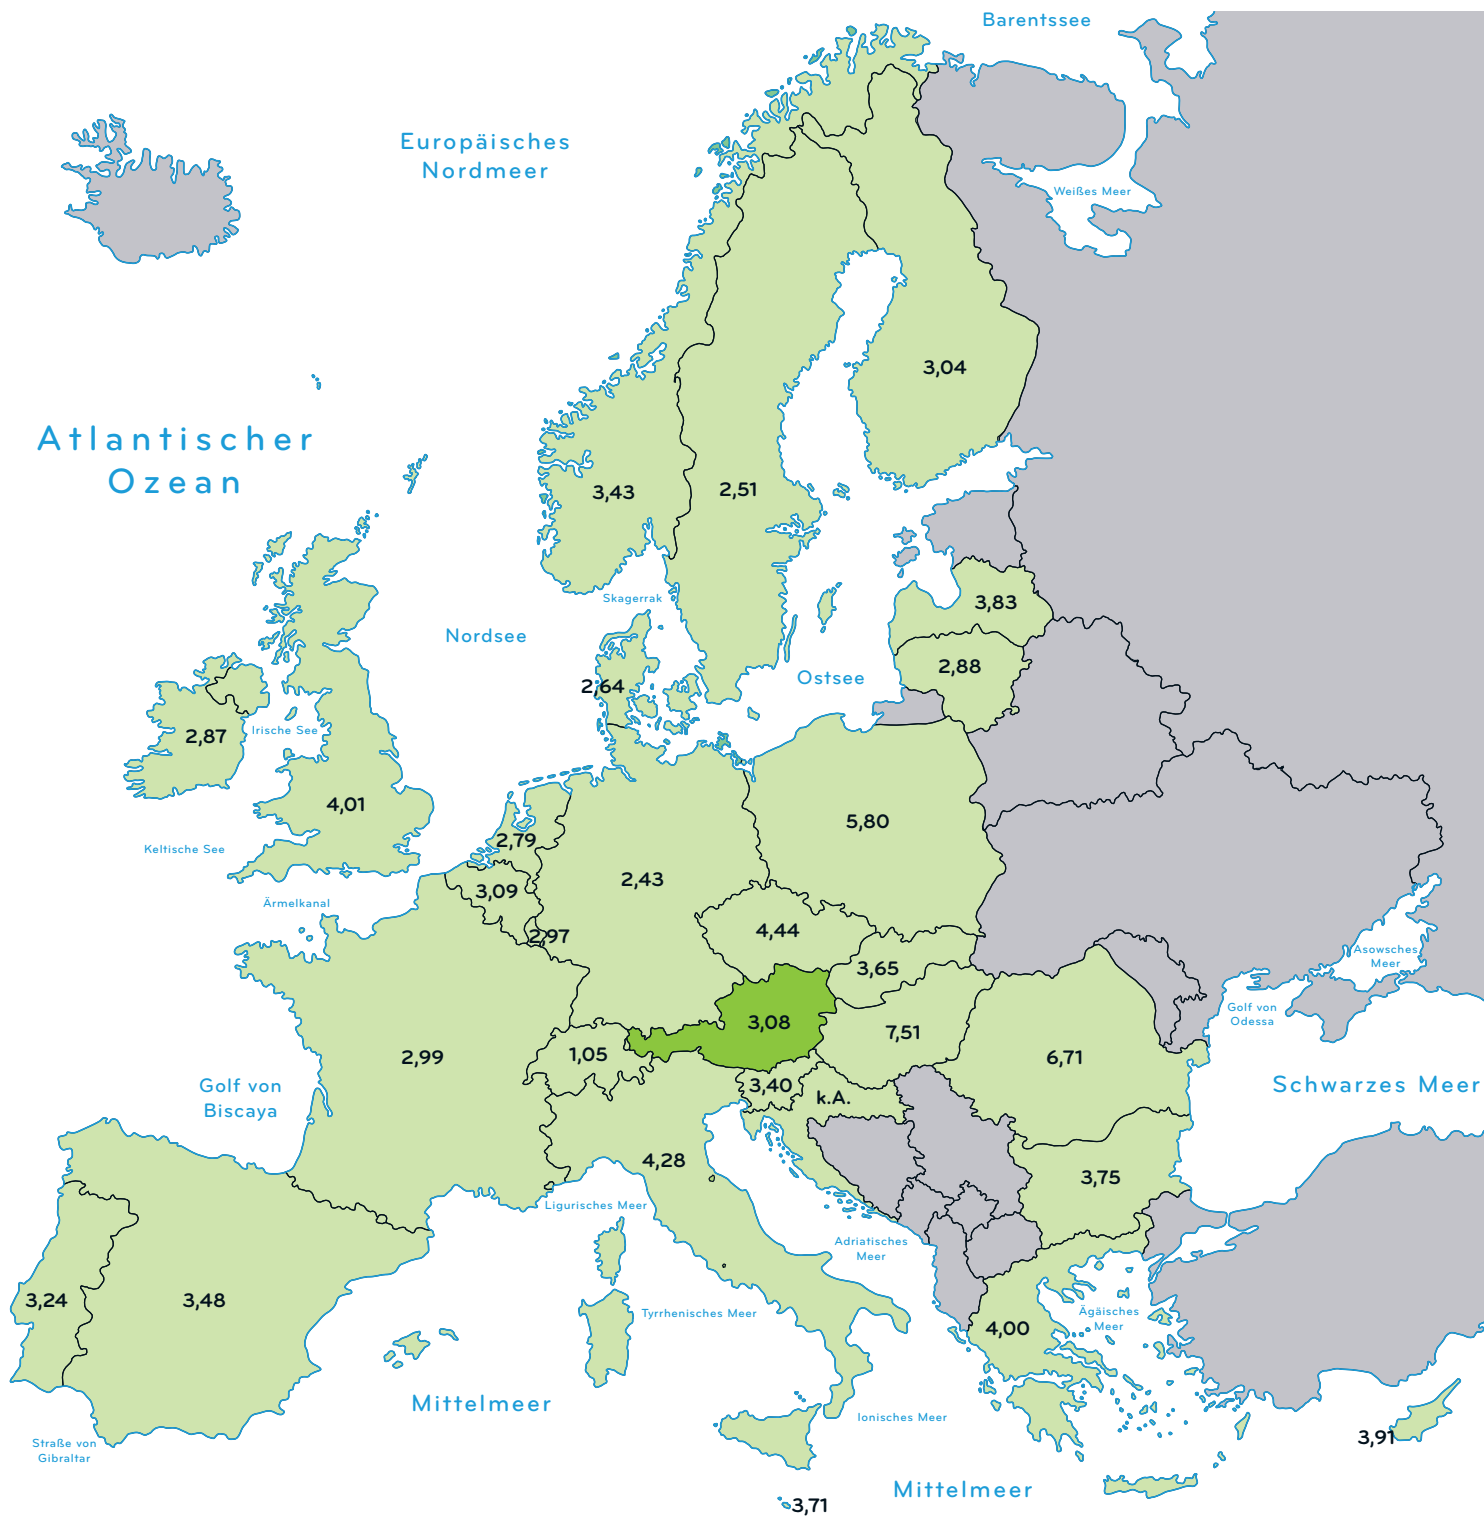 Barentssee
Europäisches
Nordmeer
Weißes Meer
3,04
Atlantischer
Ozean
3,43
2,51
Skagerrak
3,83
Nordsee
2,88
Ostsee
2,64
2,87
Irische See
4,01
5,80
Keltische See
2,79
2,43
3,09
Ärmelkanal
4,44
2,97
3,65
Asowsches
Meer
Golf von
Odessa
3,08
7,51
2,99
1,05
6,71
Golf von
Biscaya
3,40
k.A.
Schwarzes Meer
4,28
3,75
Ligurisches Meer
Adriatisches
Meer
3,24
3,48
Tyrrhenisches Meer
Ägäisches
Meer
4,00
Mittelmeer
Ionisches Meer
3,91
Straße von
Gibraltar
Mittelmeer
3,71